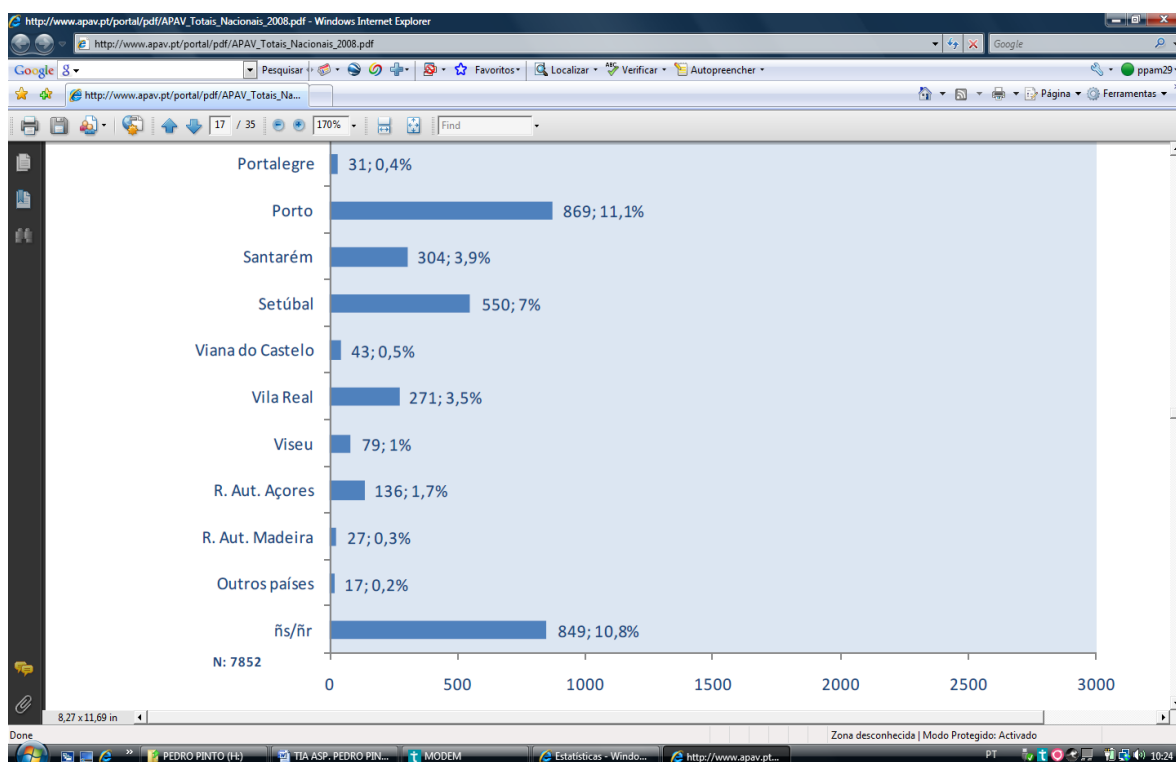 http://www.apav.pt/portal/pdf/APAV_Totais_Nacionais_2008.pdf - Windows Internet Explorer
http://www.apav.pt/portal/pdf/APAV_Totais_Nacionais_2008.pdf
Google
Google Pesquisar Favoritos Localizar ABC Verificar Autopreencher ppam29
http://www.apav.pt/portal/pdf/APAV_Totais_Na... Página Ferramentas
17 / 35 170% Find
Portalegre 31; 0,4%
Porto 869; 11,1%
Santarém 304; 3,9%
Setúbal 550; 7%
Viana do Castelo 43; 0,5%
Vila Real 271; 3,5%
Viseu 79; 1%
R. Aut. Açores 136; 1,7%
R. Aut. Madeira 27; 0,3%
Outros países 17; 0,2%
ñs/ñr 849; 10,8%
N: 7852
0 500 1000 1500 2000 2500 3000
8,27 x 11,69 in
Done Zona desconhecida | Modo Protegido: Activado
PEDRO PINTO (H:) TIA ASP. PEDRO PIN... MODEM Estatísticas - Windo... http://www.apav.pt... PT 10:24